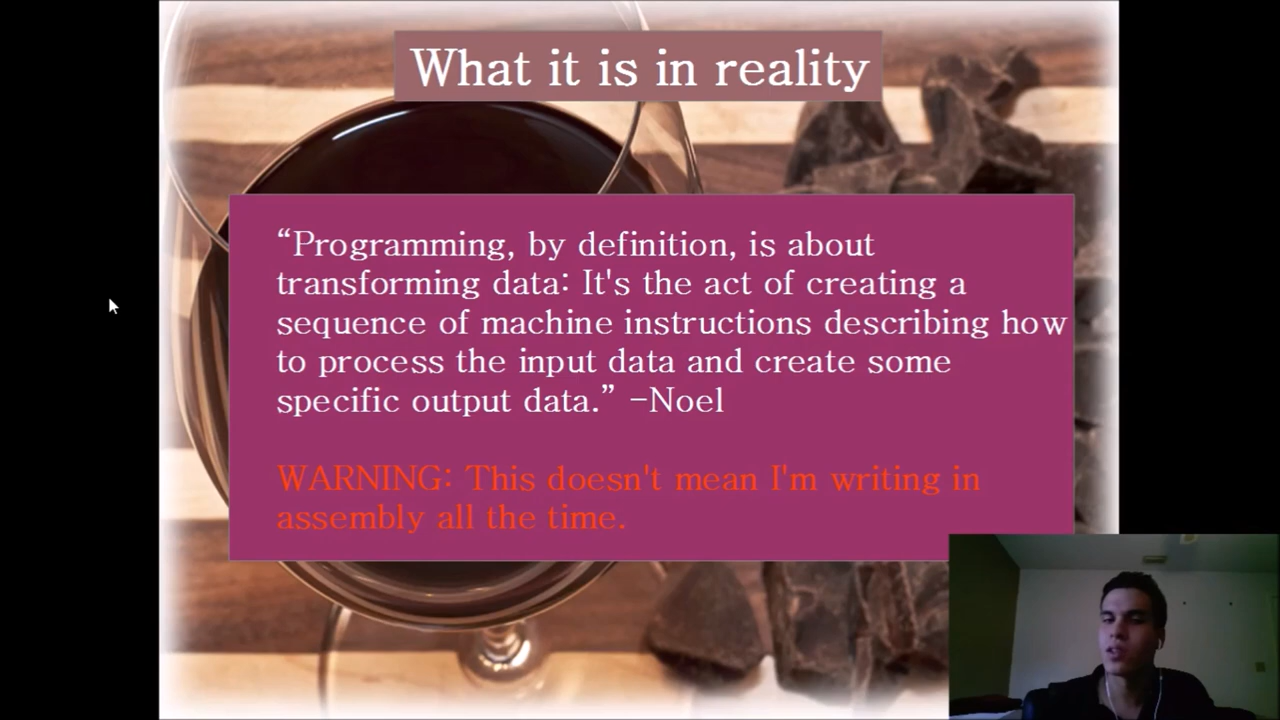 What it is in reality
“Programming, by definition, is about
transforming data: It's the act of creating a
sequence of machine instructions describing how
to process the input data and create some
specific output data.” -Noel
WARNING: This doesn't mean I'm writing in
assembly all the time.